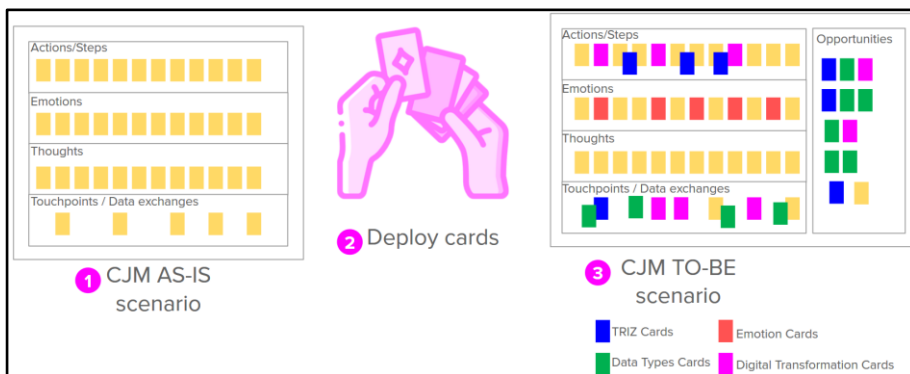 Actions/Steps
Emotions
Thoughts
Touchpoints / Data exchanges
1 CJM AS-IS
scenario
2 Deploy cards
Actions/Steps
Emotions
Thoughts
Touchpoints / Data exchanges
Opportunities
3 CJM TO-BE
scenario
TRIZ Cards
Emotion Cards
Data Types Cards
Digital Transformation Cards